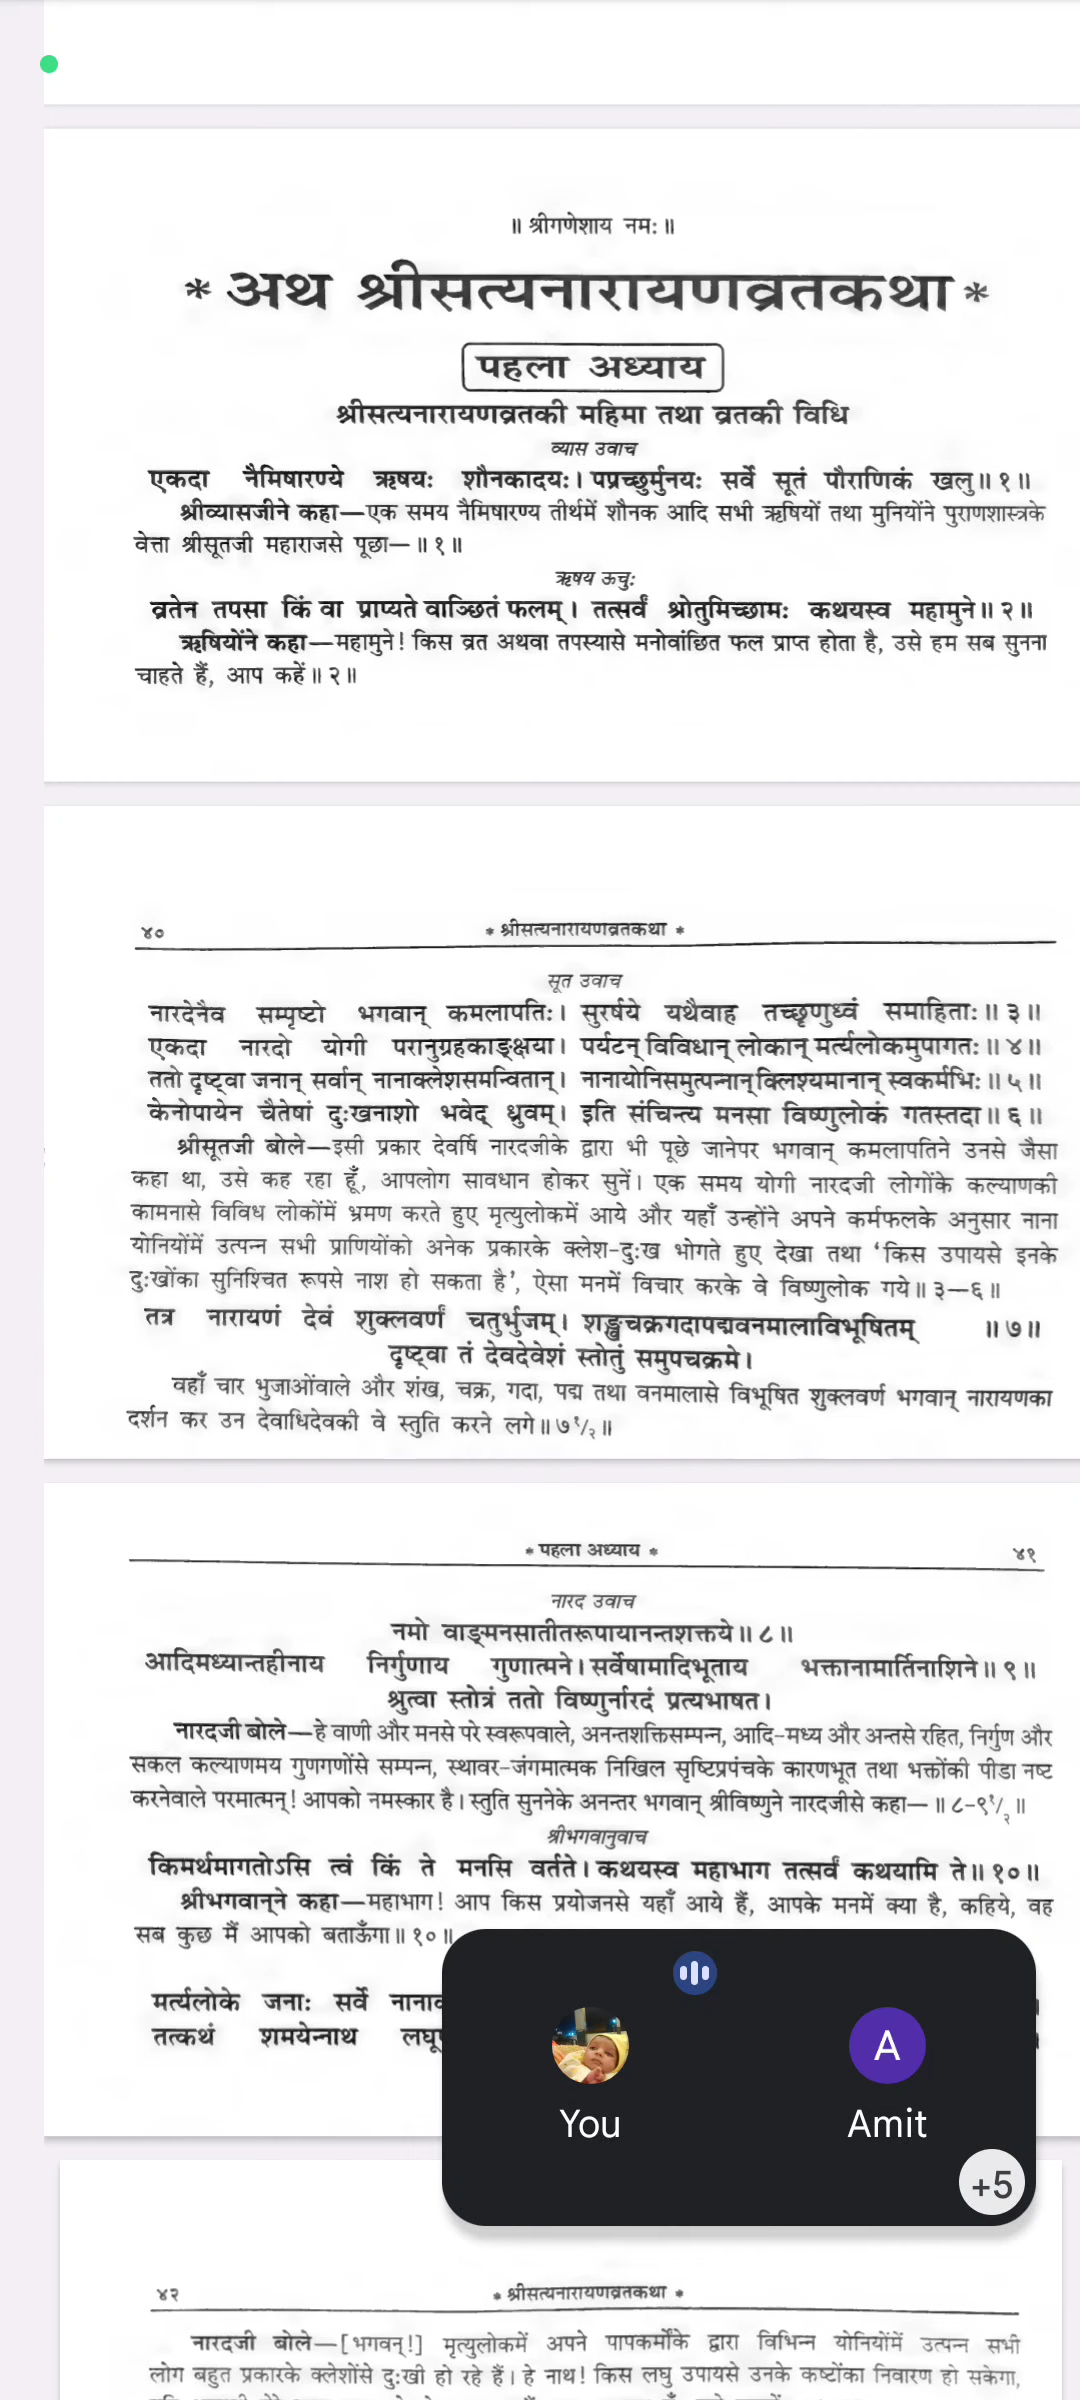 ॥ श्रीगणेशाय नमः॥
* अथ श्रीसत्यनारायणव्रतकथा *
पहला अध्याय
श्रीसत्यनारायणव्रतकी महिमा तथा व्रतकी विधि
व्यास उवाच
एकदा नैमिषारण्ये ऋषयः शौनकादयः। पप्रच्छुर्मुनयः सर्वे सूतं पौराणिकं खलु॥ १॥
श्रीव्यासजीने कहा—एक समय नैमिषारण्य तीर्थमें शौनक आदि सभी ऋषियों तथा मुनियोंने पुराणशास्त्रके
वेत्ता श्रीसूतजी महाराजसे पूछा—॥ १॥
ऋषय ऊचुः
व्रतेन तपसा किं वा प्राप्यते वाञ्छितं फलम्। तत्सर्वं श्रोतुमिच्छामः कथयस्व महामुने॥ २॥
ऋषियोंने कहा—महामुने! किस व्रत अथवा तपस्यासे मनोवांछित फल प्राप्त होता है, उसे हम सब सुनना
चाहते हैं, आप कहें॥ २॥
४० * श्रीसत्यनारायणव्रतकथा *
सूत उवाच
नारदेनैव सम्पृष्टो भगवान् कमलापतिः। सुरर्षये यथैवाह तच्छृणुध्वं समाहिताः॥ ३॥
एकदा नारदो योगी परानुग्रहकाङ्क्षया। पर्यटन् विविधान् लोकान् मर्त्यलोकमुपागतः॥ ४॥
ततो दृष्ट्वा जनान् सर्वान् नानाक्लेशसमन्वितान्। नानायोनिसमुत्पन्नान् क्लिश्यमानान् स्वकर्मभिः॥ ५॥
केनोपायेन चैतेषां दुःखनाशो भवेद् ध्रुवम्। इति संचिन्त्य मनसा विष्णुलोकं गतस्तदा॥ ६॥
श्रीसूतजी बोले—इसी प्रकार देवर्षि नारदजीके द्वारा भी पूछे जानेपर भगवान् कमलापतिने उनसे जैसा
कहा था, उसे कह रहा हूँ, आपलोग सावधान होकर सुनें। एक समय योगी नारदजी लोगोंके कल्याणकी
कामनासे विविध लोकोंमें भ्रमण करते हुए मृत्युलोकमें आये और यहाँ उन्होंने अपने कर्मफलके अनुसार नाना
योनियोंमें उत्पन्न सभी प्राणियोंको अनेक प्रकारके क्लेश-दुःख भोगते हुए देखा तथा ‘किस उपायसे इनके
दुःखोंका सुनिश्चित रूपसे नाश हो सकता है’, ऐसा मनमें विचार करके वे विष्णुलोक गये॥ ३—६॥
तत्र नारायणं देवं शुक्लवर्णं चतुर्भुजम्। शङ्खचक्रगदापद्मवनमालाविभूषितम् ॥ ७॥
दृष्ट्वा तं देवदेवेशं स्तोतुं समुपचक्रमे।
वहाँ चार भुजाओंवाले और शंख, चक्र, गदा, पद्म तथा वनमालासे विभूषित शुक्लवर्ण भगवान् नारायणका
दर्शन कर उन देवाधिदेवकी वे स्तुति करने लगे॥ ७१/२॥
* पहला अध्याय * ४१
नारद उवाच
नमो वाङ्मनसातीतरूपायानन्तशक्तये॥ ८॥
आदिमध्यान्तहीनाय निर्गुणाय गुणात्मने। सर्वेषामादिभूताय भक्तानामार्तिनाशिने॥ ९॥
श्रुत्वा स्तोत्रं ततो विष्णुर्नारदं प्रत्यभाषत।
नारदजी बोले—हे वाणी और मनसे परे स्वरूपवाले, अनन्तशक्तिसम्पन्न, आदि-मध्य और अन्तसे रहित, निर्गुण और
सकल कल्याणमय गुणगणोंसे सम्पन्न, स्थावर-जंगमात्मक निखिल सृष्टिप्रपंचके कारणभूत तथा भक्तोंकी पीडा नष्ट
करनेवाले परमात्मन्! आपको नमस्कार है। स्तुति सुननेके अनन्तर भगवान् श्रीविष्णुने नारदजीसे कहा—॥ ८-९१/२॥
श्रीभगवानुवाच
किमर्थमागतोऽसि त्वं किं ते मनसि वर्तते। कथयस्व महाभाग तत्सर्वं कथयामि ते॥ १०॥
श्रीभगवान्‌ने कहा—महाभाग! आप किस प्रयोजनसे यहाँ आये हैं, आपके मनमें क्या है, कहिये, वह
सब कुछ मैं आपको बताऊँगा॥ १०॥
मर्त्यलोके जनाः सर्वे
तत्कथं शमयेन्नाथ
You Amit
+5
४२ * श्रीसत्यनारायणव्रतकथा *
नारदजी बोले—[भगवन्!] मृत्युलोकमें अपने पापकर्मोंके द्वारा विभिन्न योनियोंमें उत्पन्न सभी
लोग बहुत प्रकारके क्लेशोंसे दुःखी हो रहे हैं। हे नाथ! किस लघु उपायसे उनके कष्टोंका निवारण हो सकेगा,